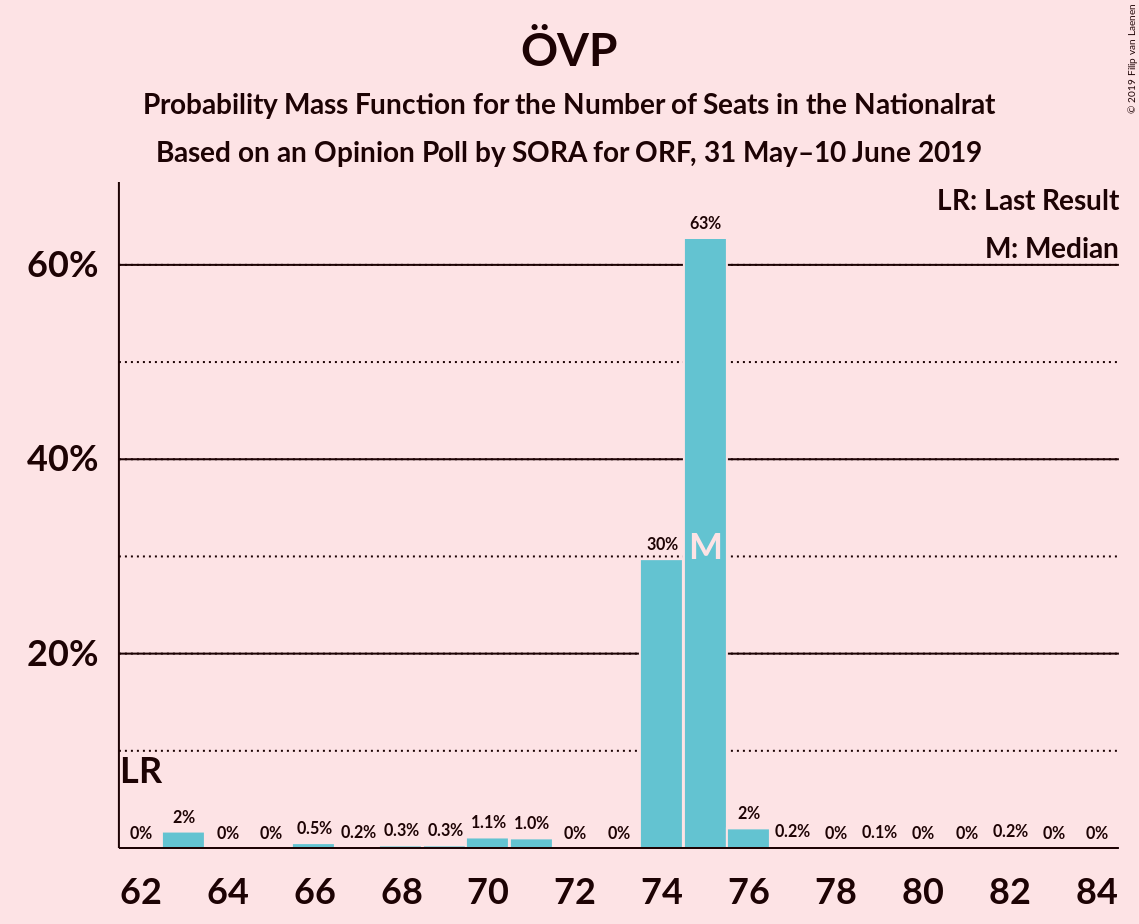 ÖVP
Probability Mass Function for the Number of Seats in the Nationalrat
Based on an Opinion Poll by SORA for ORF, 31 May–10 June 2019
© 2019 Filip van Laenen
LR: Last Result
M: Median
60%
40%
20%
LR
M
0%
2%
0%
0%
0.5%
0.2%
0.3%
0.3%
1.1%
1.0%
0%
0%
30%
63%
2%
0.2%
0%
0.1%
0%
0%
0.2%
0%
0%
62 64 66 68 70 72 74 76 78 80 82 84